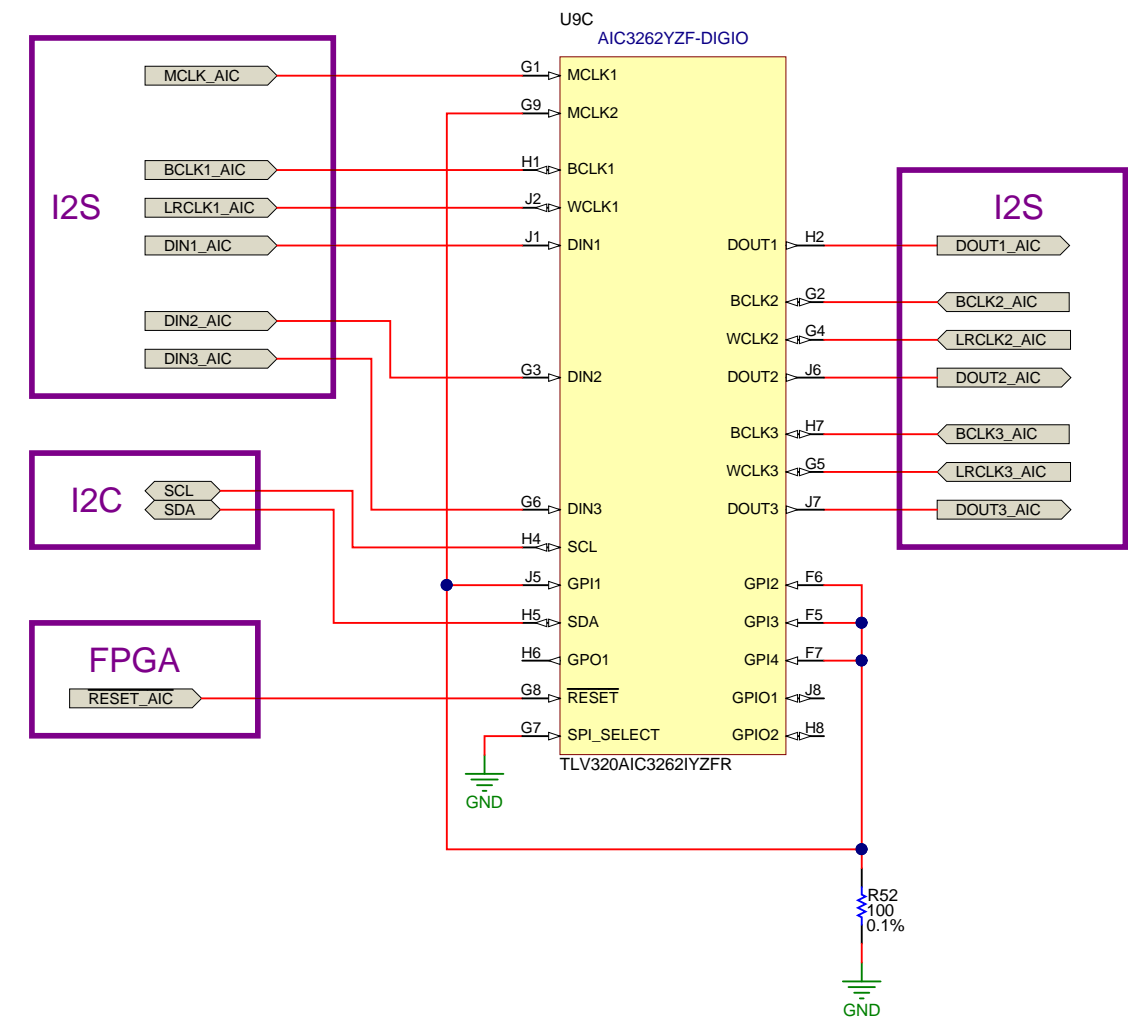 U9C
AIC3262YZF-DIGIO
I2S
MCLK_AIC
BCLK1_AIC
LRCLK1_AIC
DIN1_AIC
DIN2_AIC
DIN3_AIC
I2C
SCL
SDA
FPGA
RESET_AIC
G1 MCLK1
G9 MCLK2
H1 BCLK1
J2 WCLK1
J1 DIN1
G3 DIN2
G6 DIN3
H4 SCL
J5 GPI1
H5 SDA
H6 GPO1
G8 RESET
G7 SPI_SELECT
GND
DOUT1 H2
BCLK2 G2
WCLK2 G4
DOUT2 J6
BCLK3 H7
WCLK3 G5
DOUT3 J7
GPI2 F6
GPI3 F5
GPI4 F7
GPIO1 J8
GPIO2 H8
TLV320AIC3262IYZFR
I2S
DOUT1_AIC
BCLK2_AIC
LRCLK2_AIC
DOUT2_AIC
BCLK3_AIC
LRCLK3_AIC
DOUT3_AIC
R52
100
0.1%
GND